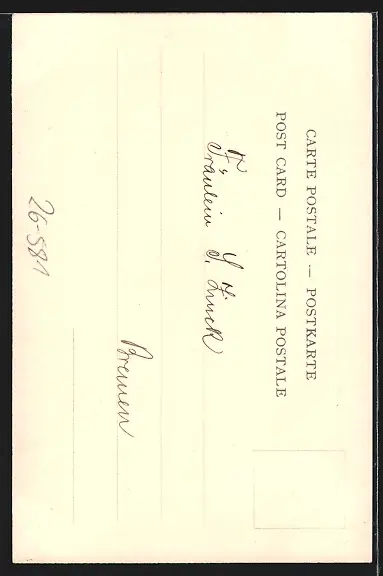 CARTE POSTALE — POSTKARTE
POST CARD — CARTOLINA POSTALE
Fräulein
Bremen
26-581